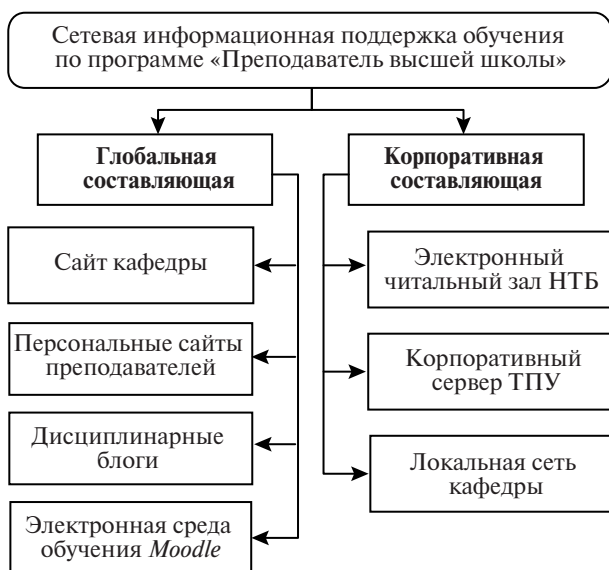 Сетевая информационная поддержка обучения
по программе «Преподаватель высшей школы»
Глобальная
составляющая
Корпоративная
составляющая
Сайт кафедры
Персональные сайты
преподавателей
Дисциплинарные
блоги
Электронная среда
обучения Moodle
Электронный
читальный зал НТБ
Корпоративный
сервер ТПУ
Локальная сеть
кафедры